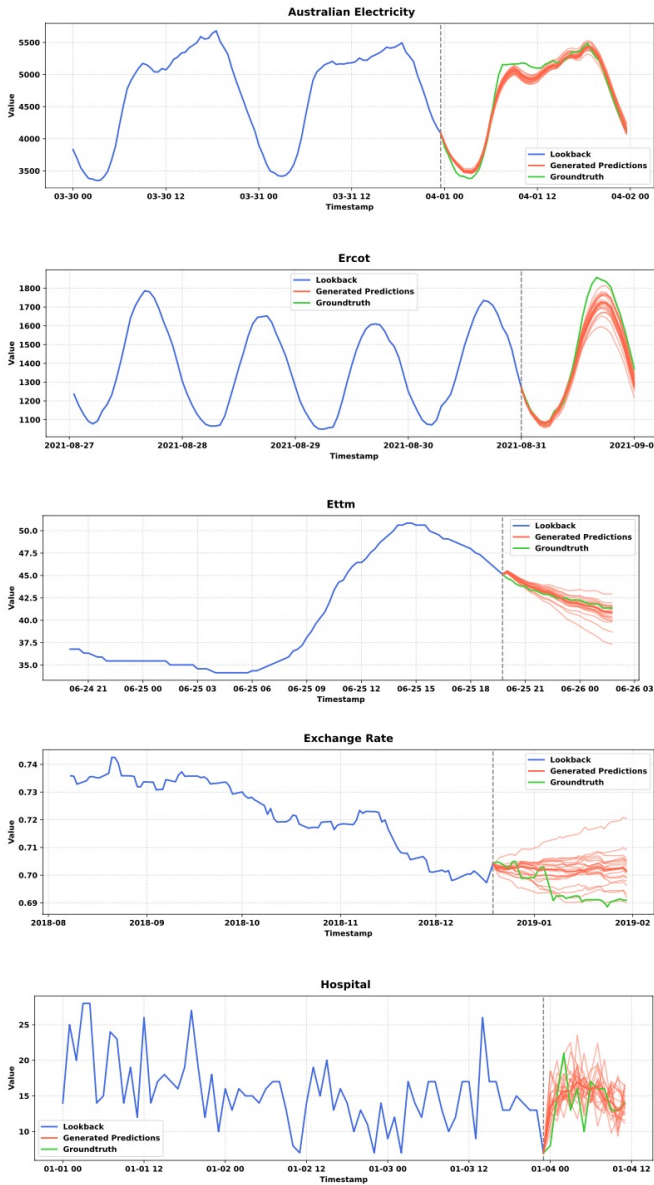 Australian Electricity
5500
5000
4500
4000
3500
Value
03-30 00
03-30 12
03-31 00
03-31 12
04-01 00
04-01 12
04-02 00
Timestamp
Lookback
Generated Predictions
Groundtruth
Ercot
1800
1700
1600
1500
1400
1300
1200
1100
Value
2021-08-27
2021-08-28
2021-08-29
2021-08-30
2021-08-31
2021-09-0
Timestamp
Lookback
Generated Predictions
Groundtruth
Ettm
50.0
47.5
45.0
42.5
40.0
37.5
35.0
Value
06-24 21
06-25 00
06-25 03
06-25 06
06-25 09
06-25 12
06-25 15
06-25 18
06-25 21
06-26 00
06-26 03
Timestamp
Lookback
Generated Predictions
Groundtruth
Exchange Rate
0.74
0.73
0.72
0.71
0.70
0.69
Value
2018-08
2018-09
2018-10
2018-11
2018-12
2019-01
2019-02
Timestamp
Lookback
Generated Predictions
Groundtruth
Hospital
25
20
15
10
Value
01-01 00
01-01 12
01-02 00
01-02 12
01-03 00
01-03 12
01-04 00
01-04 12
Timestamp
Lookback
Generated Predictions
Groundtruth